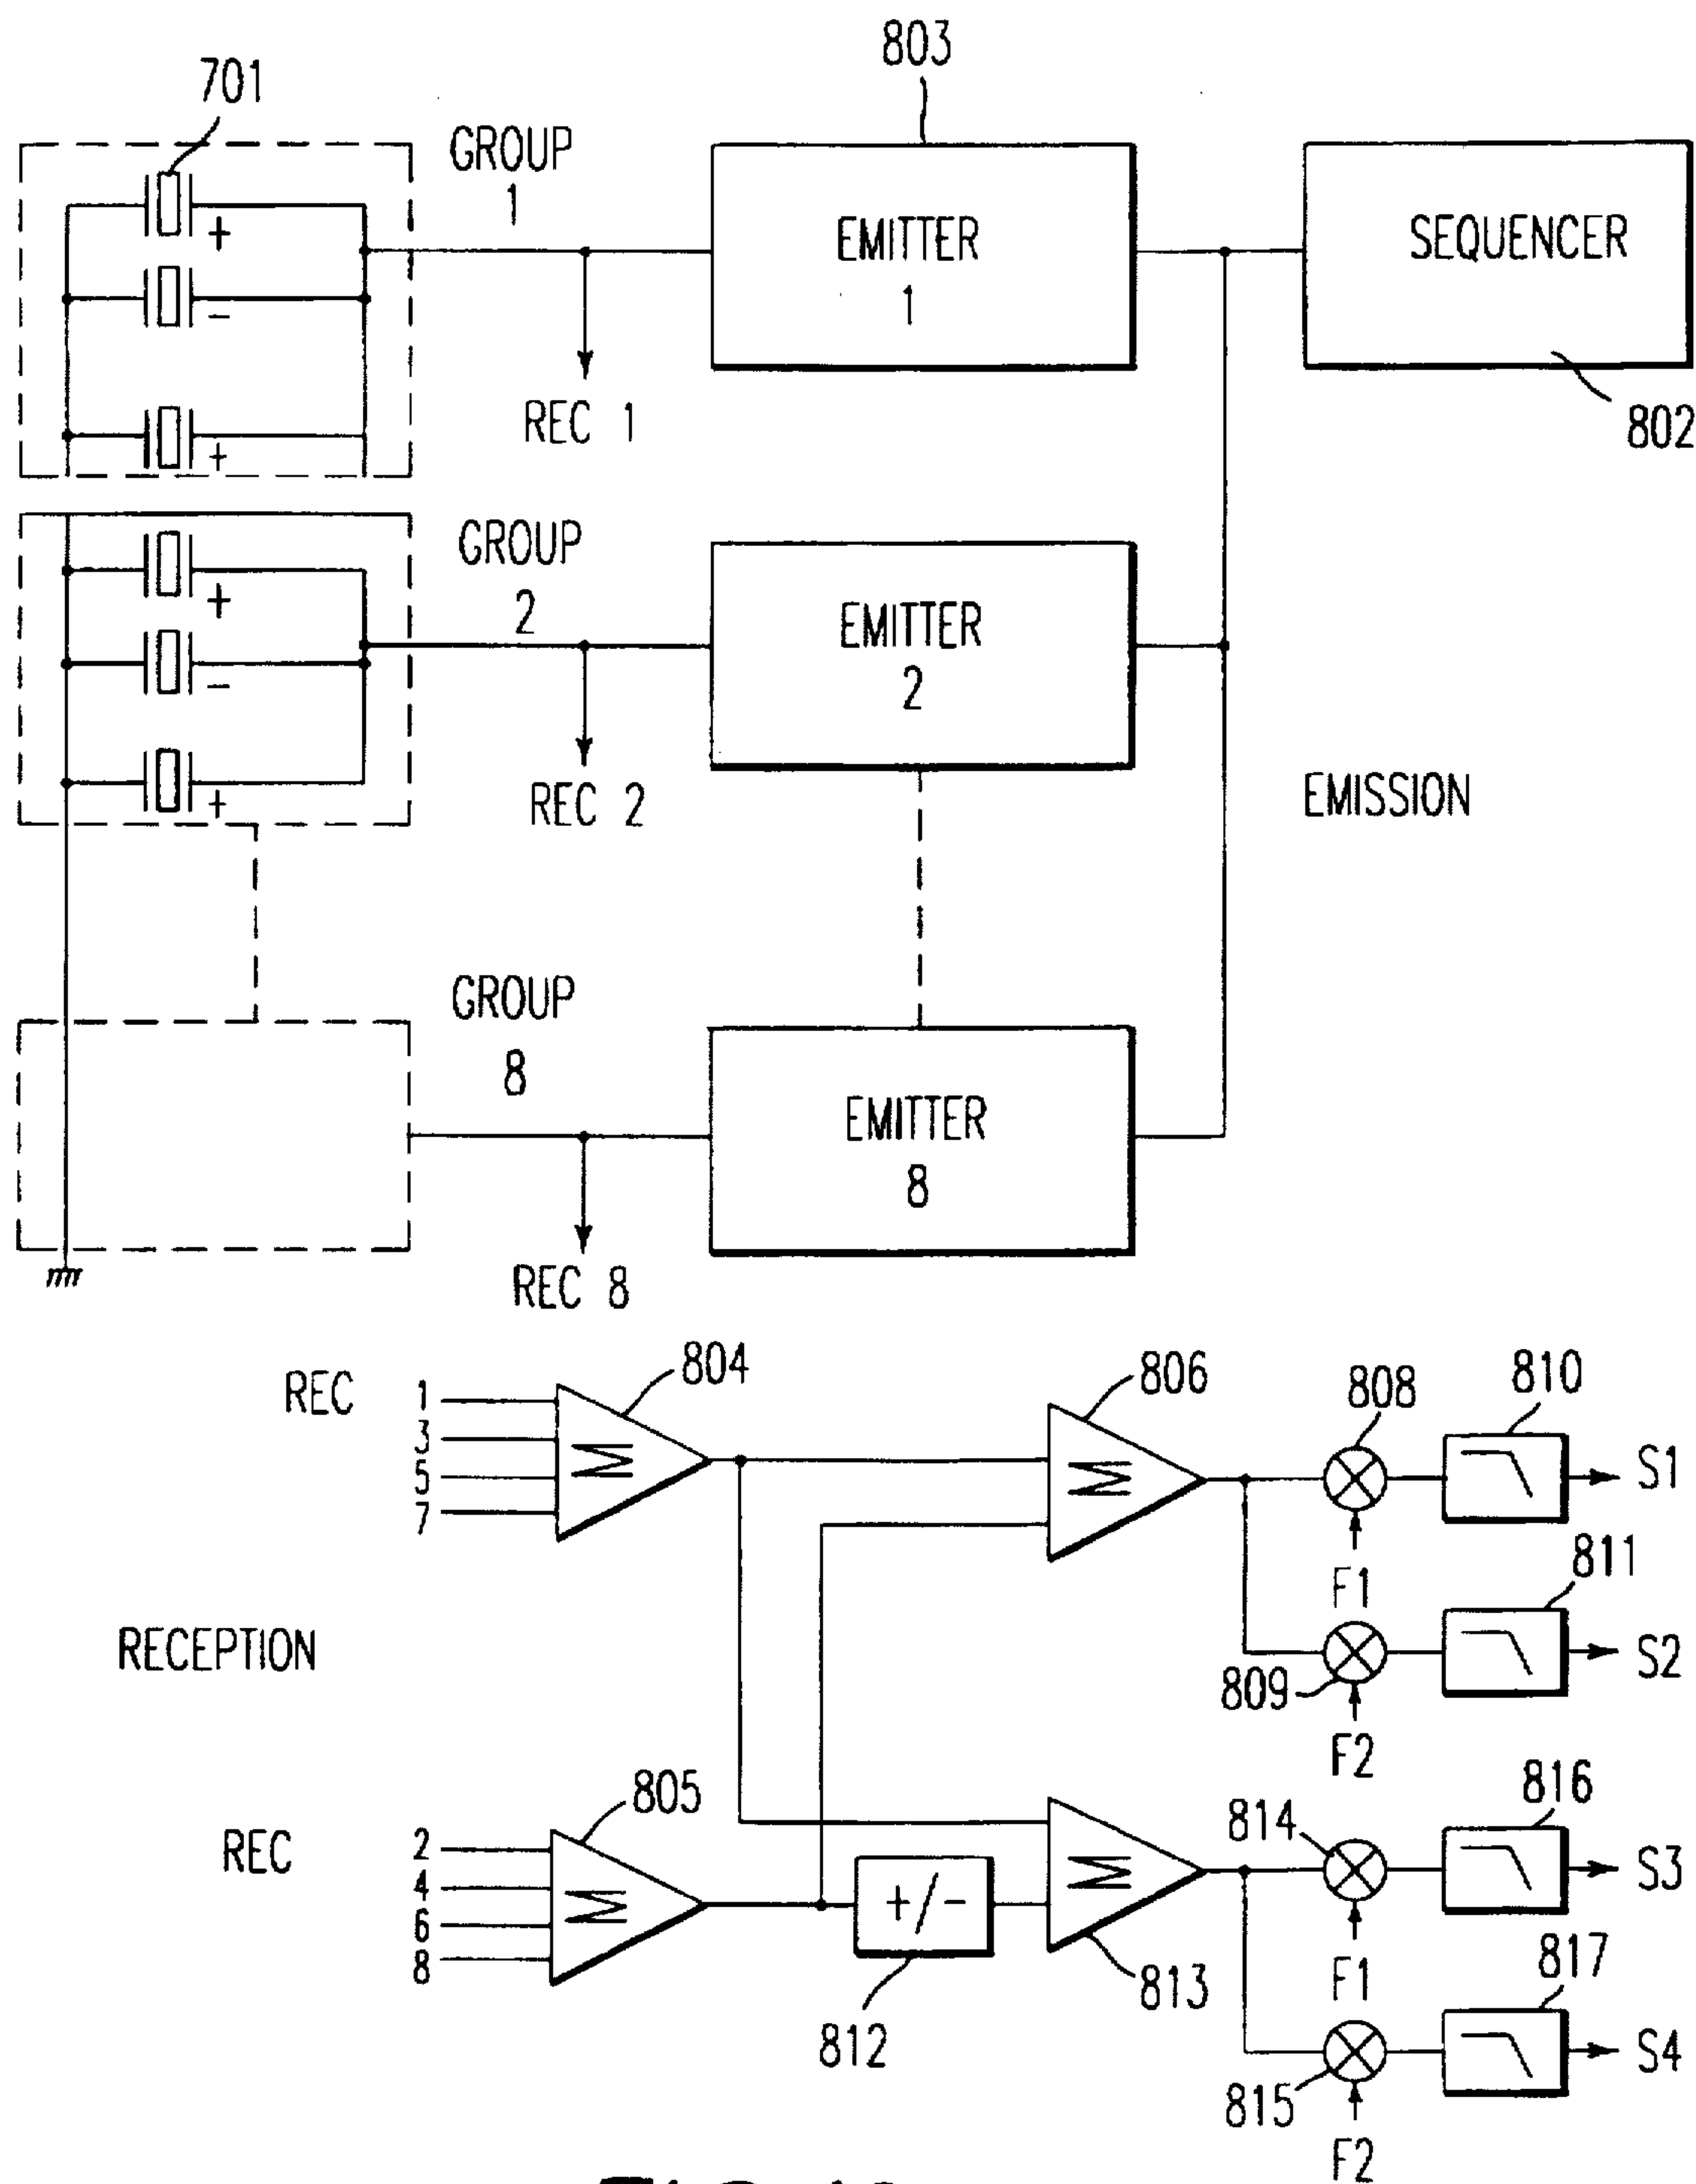 803
701
GROUP
1
EMITTER
1
SEQUENCER
802
+
-
+
REC 1
GROUP
2
EMITTER
2
+
-
+
REC 2
EMISSION
GROUP
8
EMITTER
8
REC 8
REC
1
3
5
7
804
Σ
806
Σ
808
810
S1
F1
811
S2
809
F2
RECEPTION
REC
2
4
6
8
805
Σ
+/-
812
Σ
813
814
816
S3
F1
817
S4
815
F2